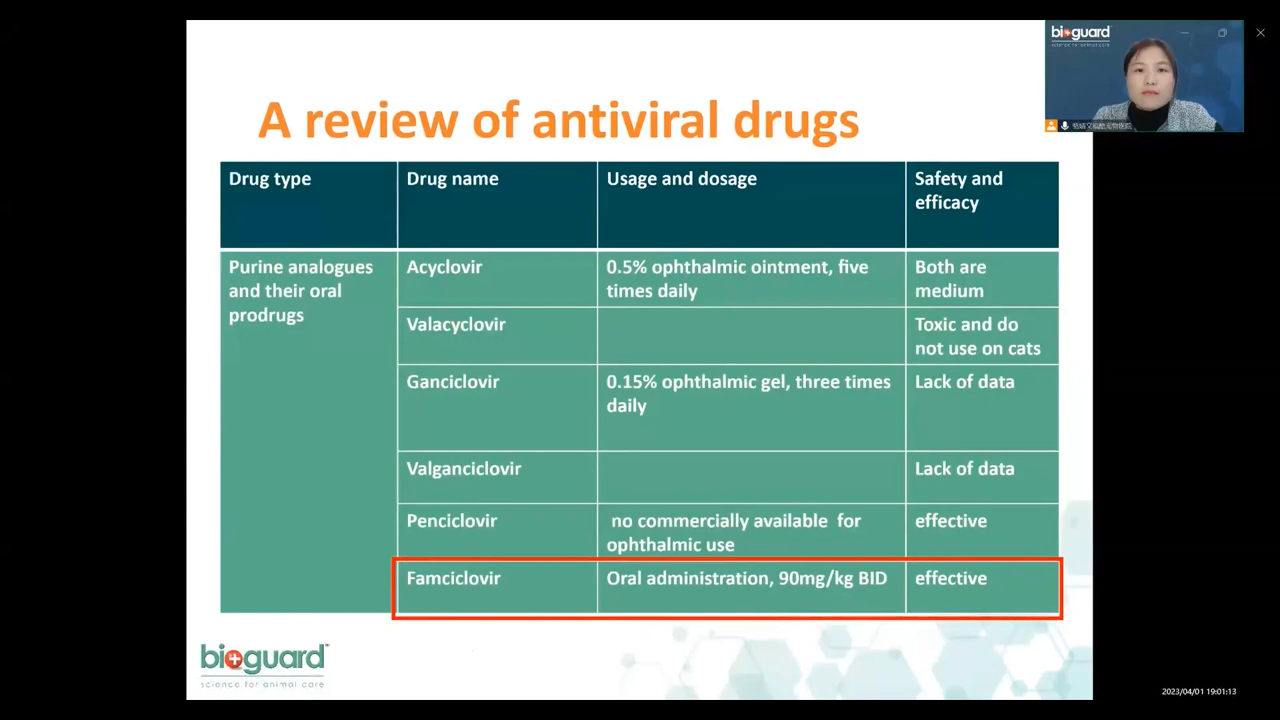 bioguard
science for animal care
A review of antiviral drugs
Drug type
Drug name
Usage and dosage
Safety and
efficacy
Purine analogues
and their oral
prodrugs
Acyclovir
0.5% ophthalmic ointment, five
times daily
Both are
medium
Valacyclovir
Toxic and do
not use on cats
Ganciclovir
0.15% ophthalmic gel, three times
daily
Lack of data
Valganciclovir
Lack of data
Penciclovir
no commercially available for
ophthalmic use
effective
Famciclovir
Oral administration, 90mg/kg BID
effective
bioguard™
science for animal care
2023/04/01 19:01:13